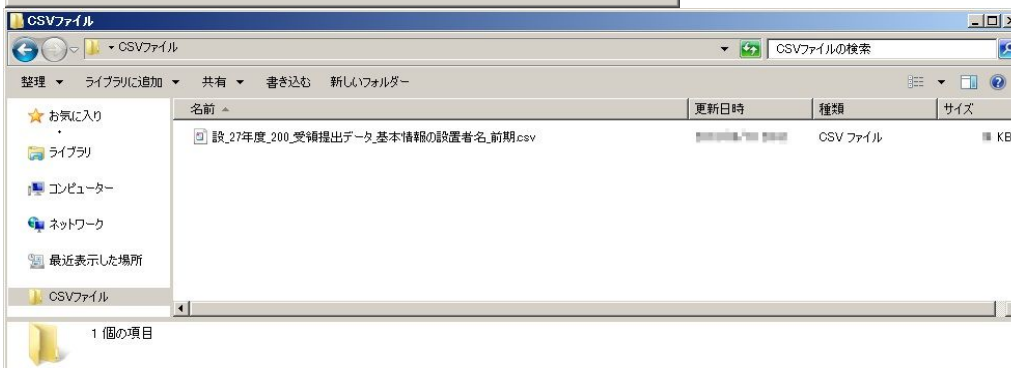 CSVファイル
CSVファイル
CSVファイルの検索
整理 ライブラリに追加 共有 書き込む 新しいフォルダー
お気に入り
ライブラリ
コンピューター
ネットワーク
最近表示した場所
CSVファイル
名前 更新日時 種類 サイズ
設_27年度_200_受領提出データ_基本情報の設置者名_前期.csv CSV ファイル KB
1 個の項目